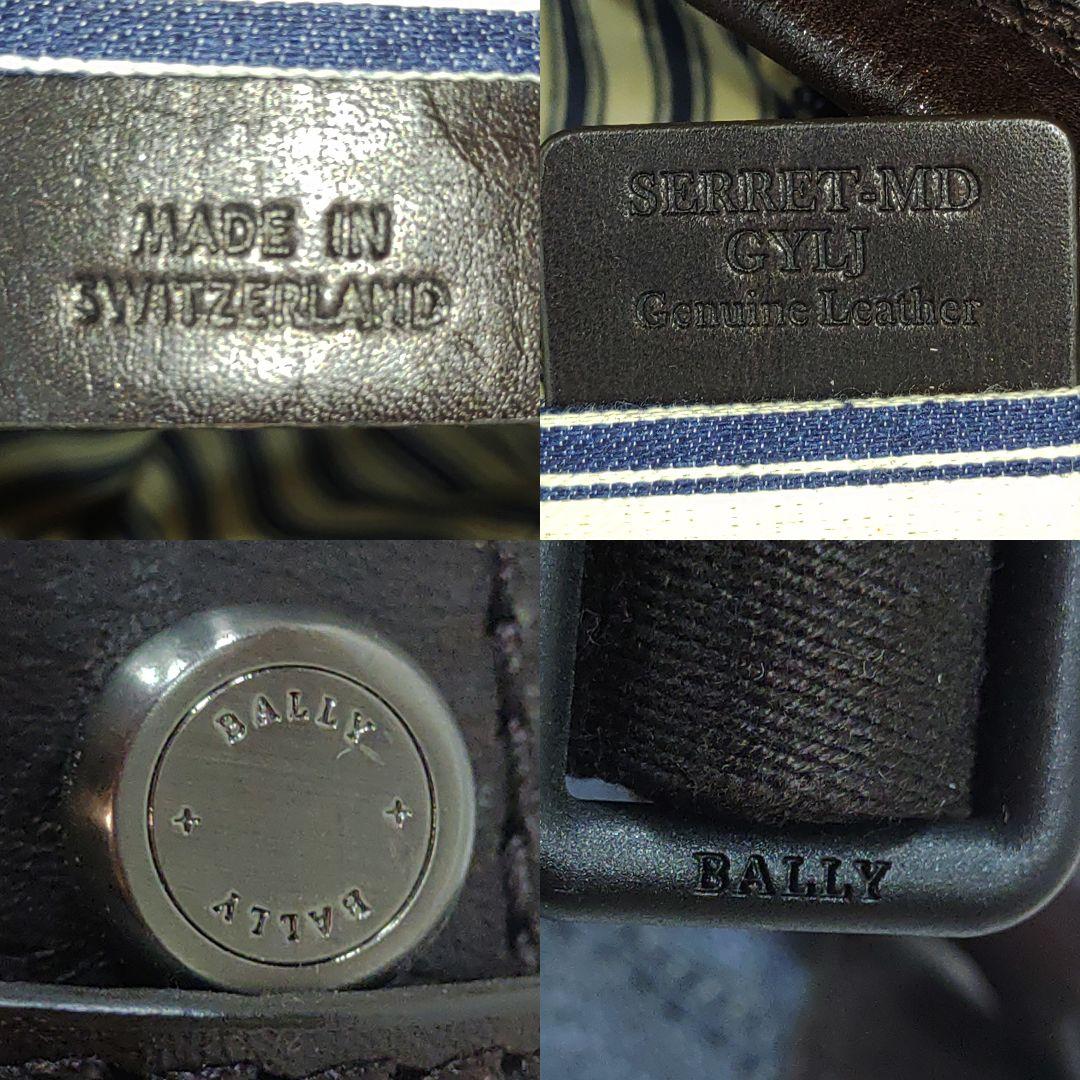 MADE IN
SWITZERLAND
SERRET-MD
GYLJ
Genuine Leather
BALLY
BALLY
BALLY